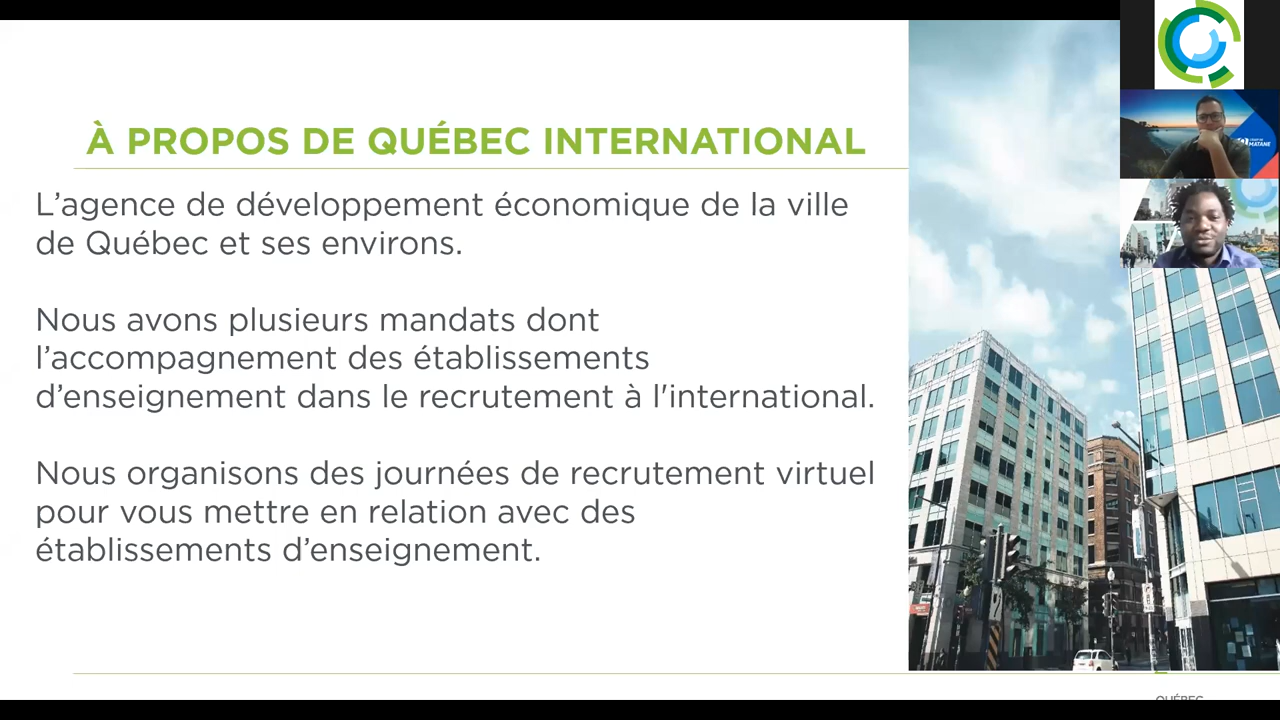 À PROPOS DE QUÉBEC INTERNATIONAL
L’agence de développement économique de la ville
de Québec et ses environs.
Nous avons plusieurs mandats dont
l’accompagnement des établissements
d’enseignement dans le recrutement à l'international.
Nous organisons des journées de recrutement virtuel
pour vous mettre en relation avec des
établissements d’enseignement.
MATANE
QUÉBEC